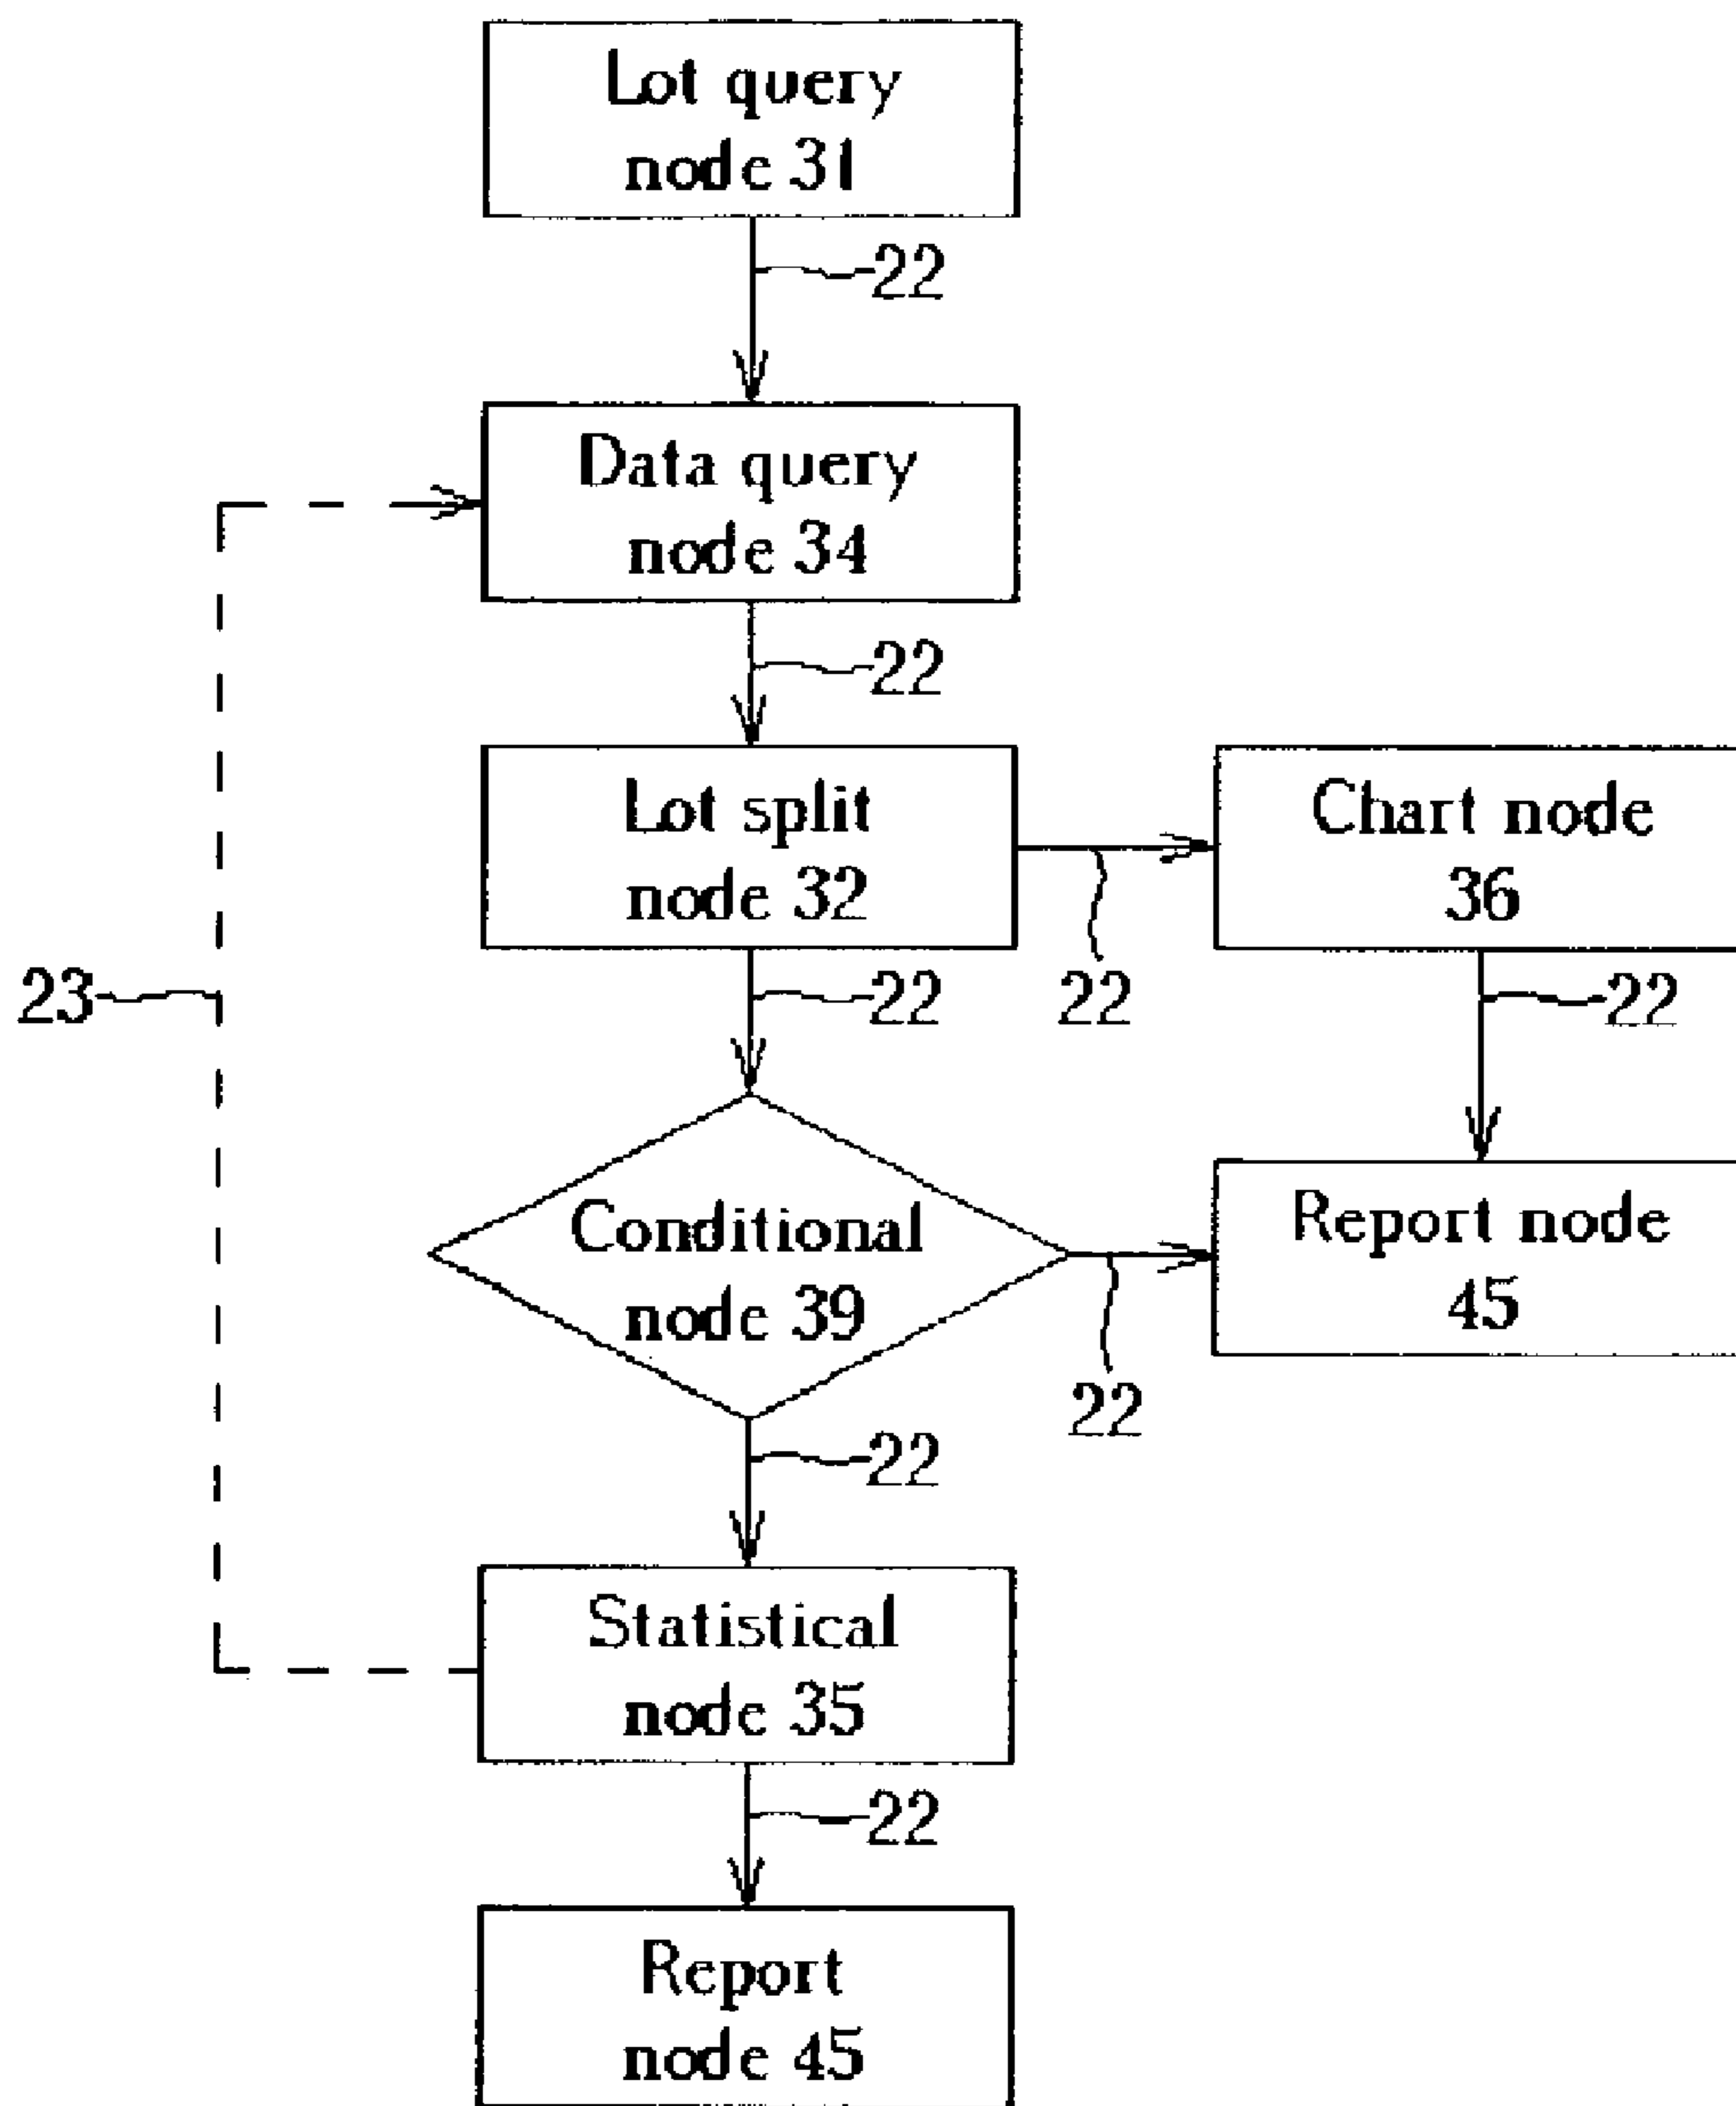 Lot query
node 31
22
Data query
node 34
22
Lot split
node 32
Chart node
36
23
22
22
22
Conditional
node 39
Report node
45
22
22
Statistical
node 35
22
Report
node 45